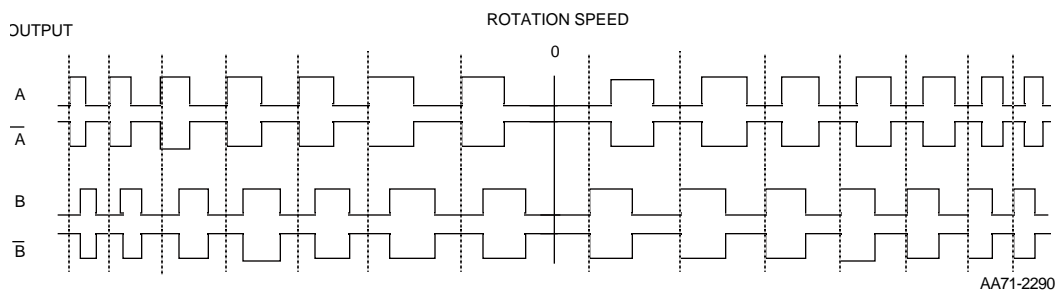 ROTATION SPEED
OUTPUT
0
A
A̅
B
B̅
AA71-2290